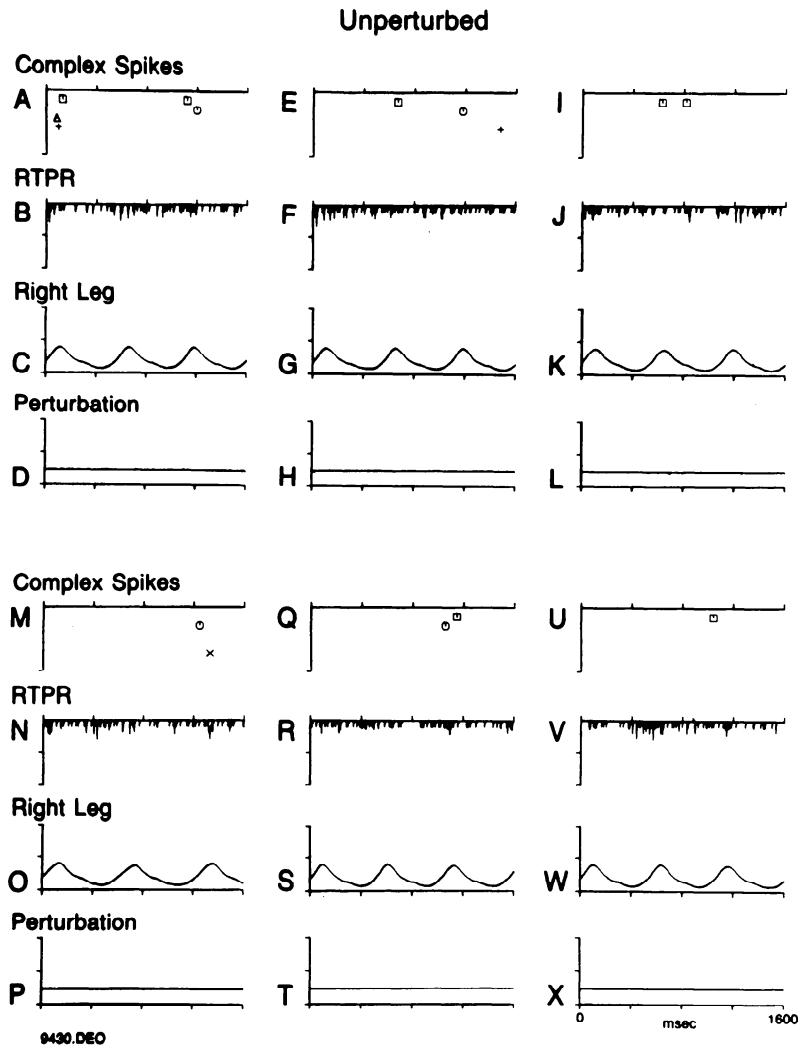 Unperturbed
Complex Spikes
A E I
RTPR
B F J
Right Leg
C G K
Perturbation
D H L
Complex Spikes
M Q U
RTPR
N R V
Right Leg
O S W
Perturbation
P T X
0 msec 1600
9430.DEO